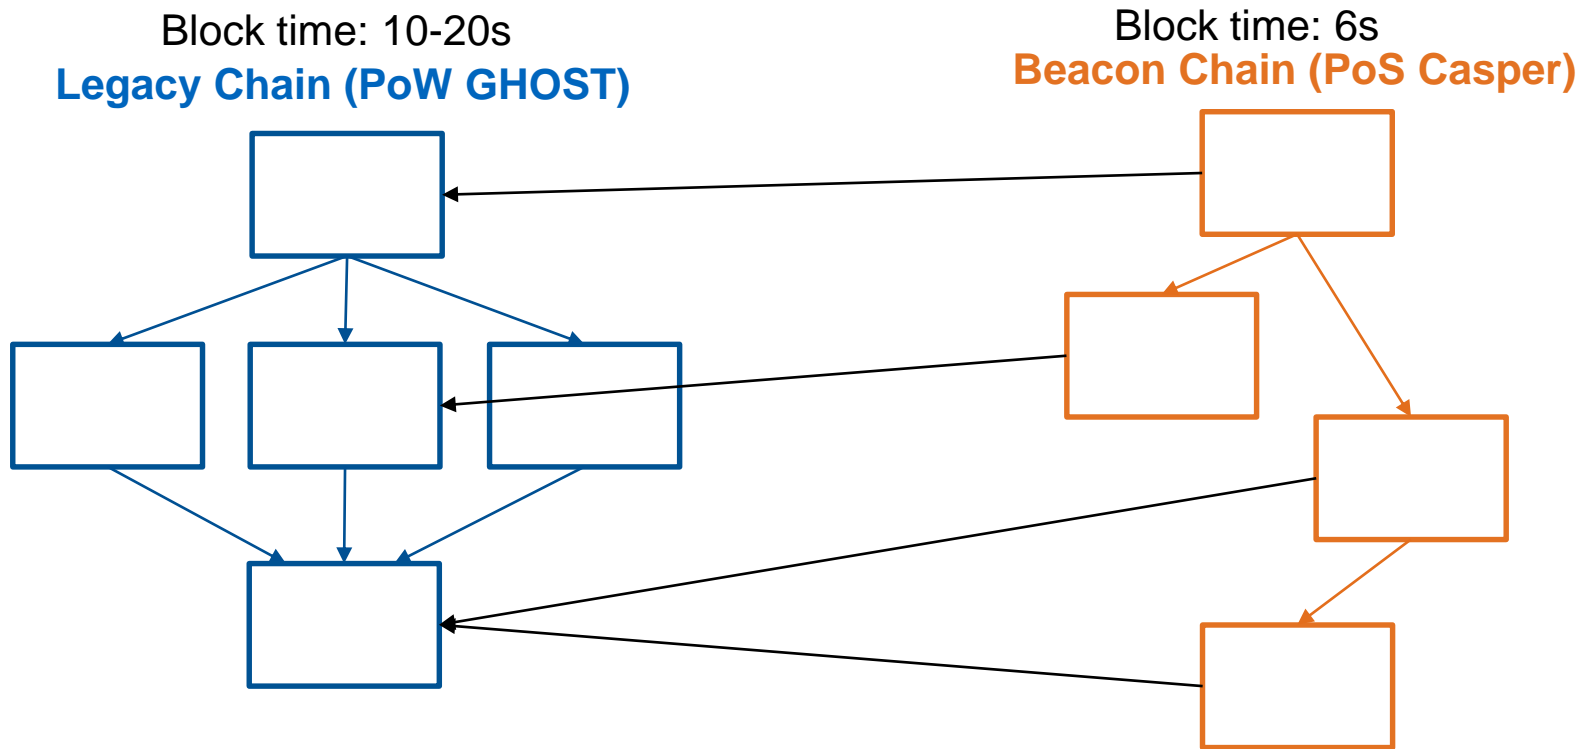 Block time: 10-20s
Legacy Chain (PoW GHOST)
Block time: 6s
Beacon Chain (PoS Casper)